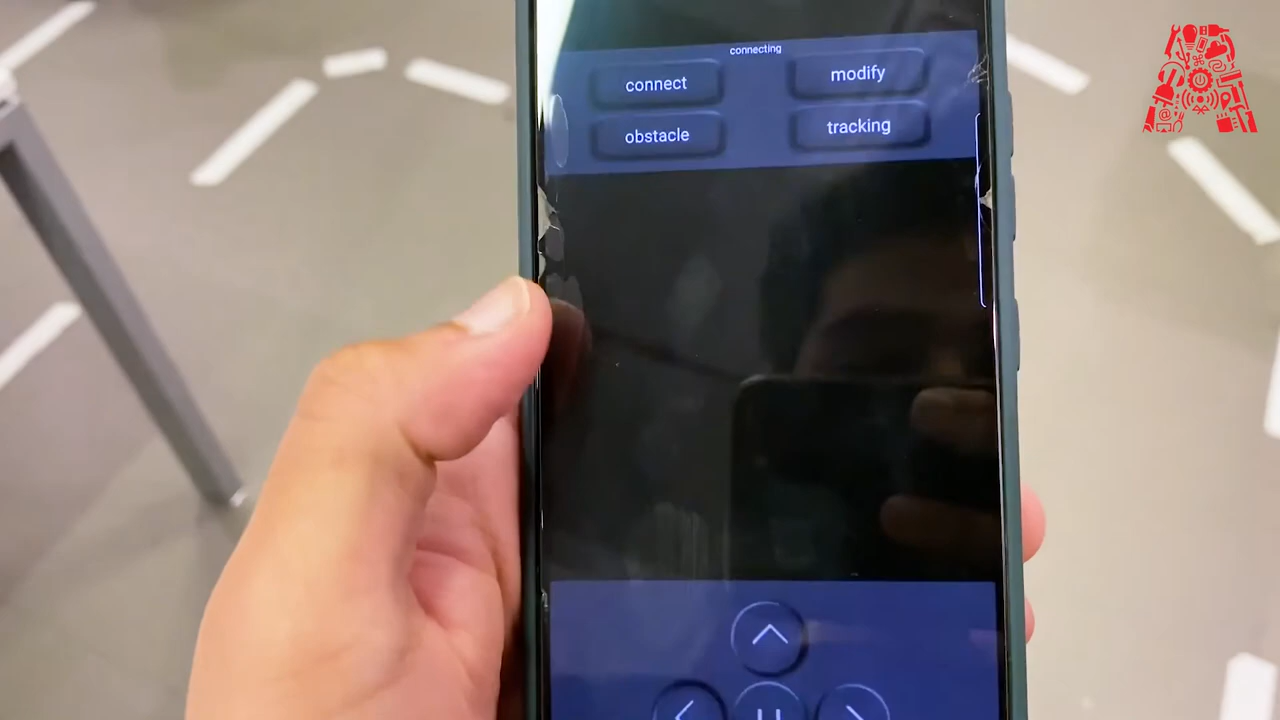 connecting
connect
modify
obstacle
tracking